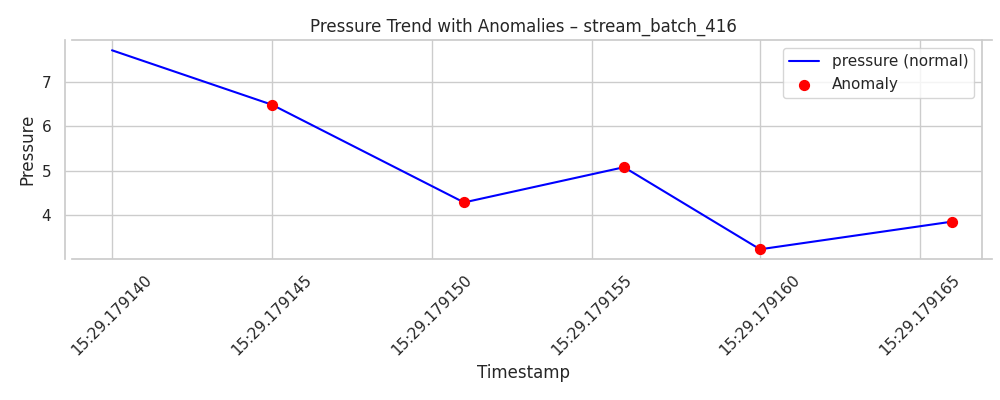 Pressure Trend with Anomalies – stream_batch_416
pressure (normal)
Anomaly
Pressure
7
6
5
4
15:29.179140
15:29.179145
15:29.179150
15:29.179155
15:29.179160
15:29.179165
Timestamp